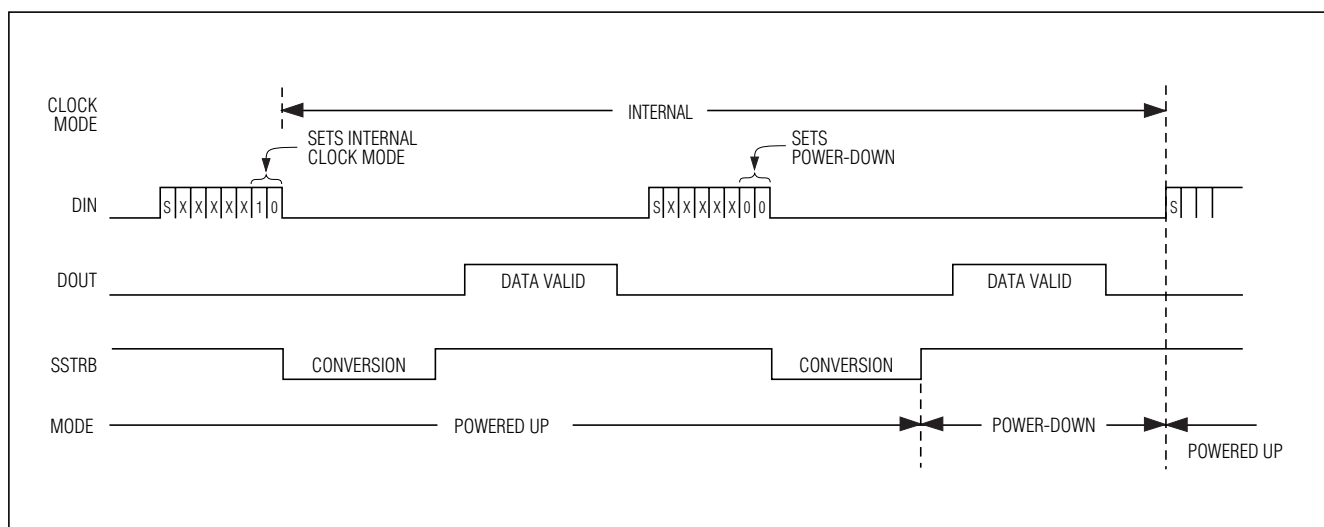 CLOCK
MODE
INTERNAL
SETS INTERNAL
CLOCK MODE
SETS
POWER-DOWN
DIN
S X X X X X 1 0
S X X X X X 0 0
S
DOUT
DATA VALID
DATA VALID
SSTRB
CONVERSION
CONVERSION
MODE
POWERED UP
POWER-DOWN
POWERED UP